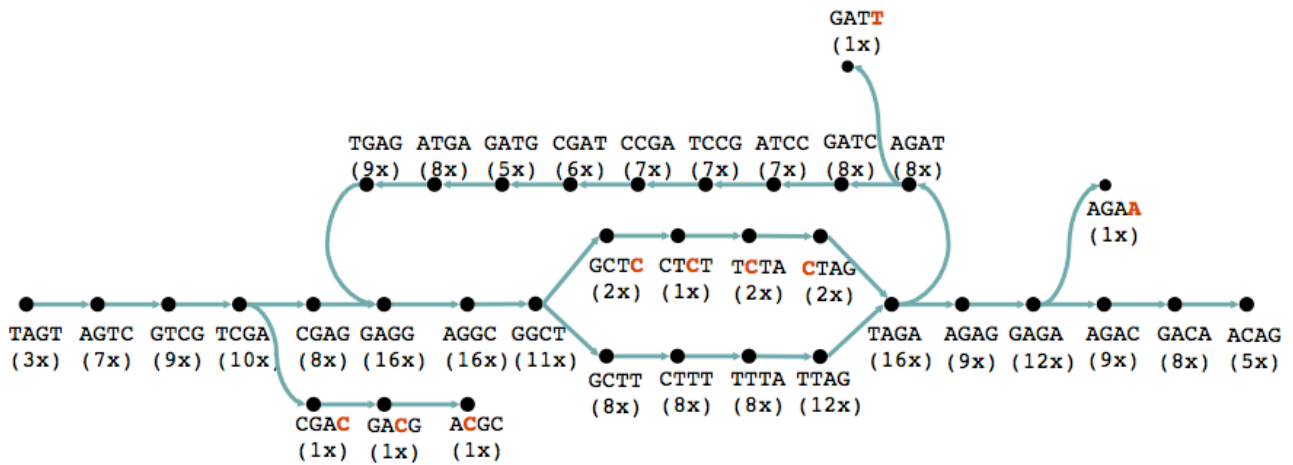 GATT
(1x)
TGAG ATGA GATG CGAT CCGA TCCG ATCC GATC AGAT
(9x) (8x) (5x) (6x) (7x) (7x) (7x) (8x) (8x)
AGAA
(1x)
GCTC CTCT TCTA CTAG
(2x) (1x) (2x) (2x)
TAGT AGTC GTCG TCGA CGAG GAGG AGGC GGCT TAGA AGAG GAGA AGAC GACA ACAG
(3x) (7x) (9x) (10x) (8x) (16x) (16x) (11x) (16x) (9x) (12x) (9x) (8x) (5x)
GCTT CTTT TTTA TTAG
(8x) (8x) (8x) (12x)
CGAC GACG ACGC
(1x) (1x) (1x)